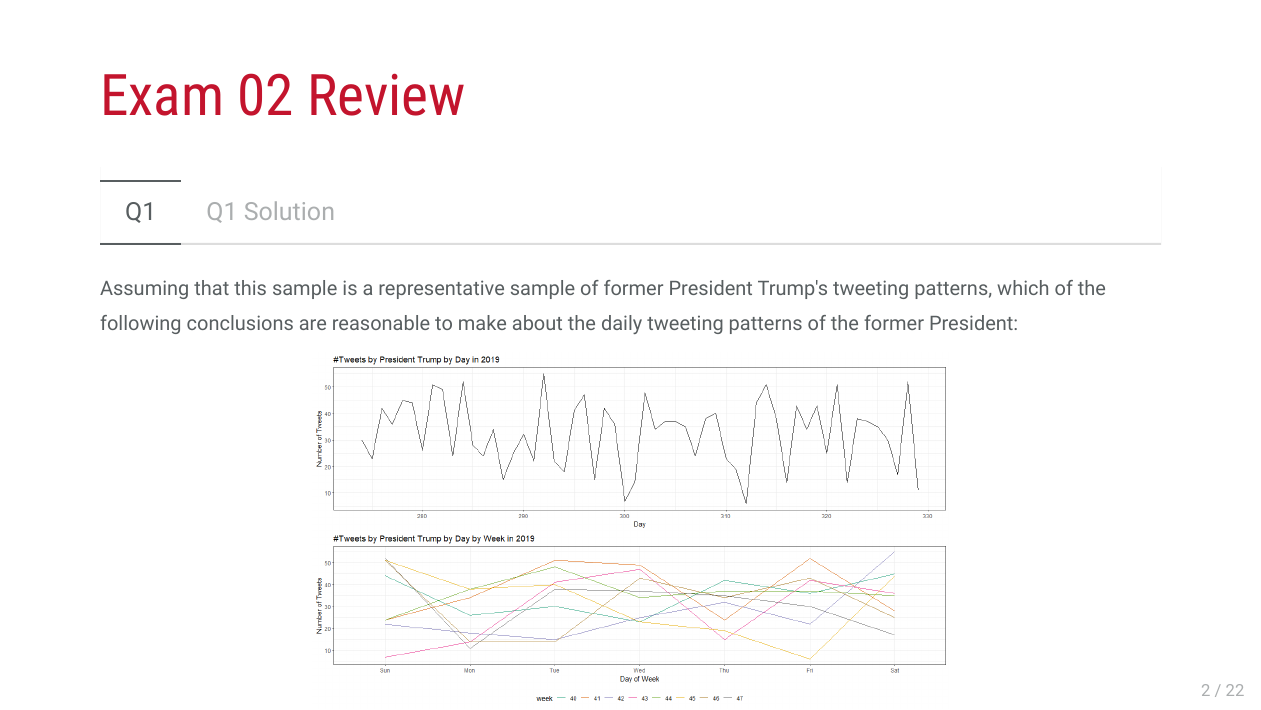 Exam 02 Review
Q1 Q1 Solution
Assuming that this sample is a representative sample of former President Trump's tweeting patterns, which of the
following conclusions are reasonable to make about the daily tweeting patterns of the former President:
#Tweets by President Trump by Day in 2019
Number of Tweets
50
40
30
20
10
280 290 300 310 320 330
Day
#Tweets by President Trump by Day by Week in 2019
Number of Tweets
50
40
30
20
10
Sun Mon Tue Wed Thu Fri Sat
Day of Week
week 40 41 42 43 44 45 46 47
2 / 22